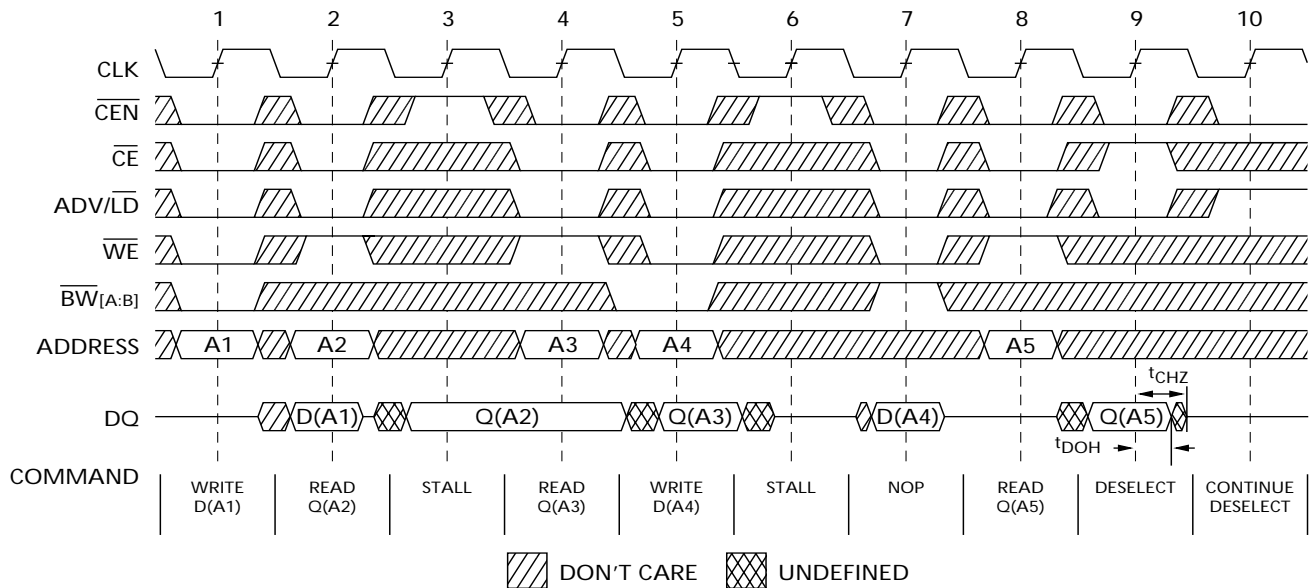 1 2 3 4 5 6 7 8 9 10
CLK
CEN
CE
ADV/LD
WE
BW[A:B]
ADDRESS A1 A2 A3 A4 A5
tCHZ
DQ D(A1) Q(A2) Q(A3) D(A4) Q(A5)
tDOH
COMMAND
WRITE READ STALL READ WRITE STALL NOP READ DESELECT CONTINUE
D(A1) Q(A2) Q(A3) D(A4) Q(A5) DESELECT
DON'T CARE UNDEFINED